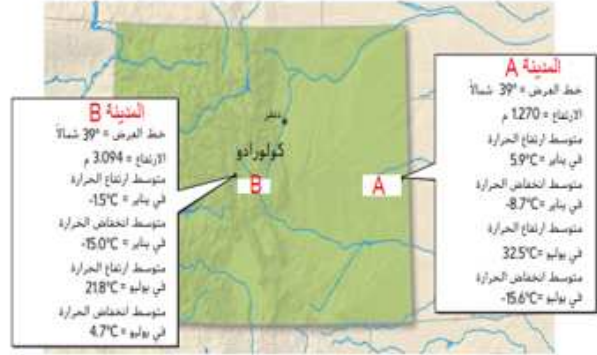 المدينة A
خط العرض = °39 شمالاً
الارتفاع = 1.270 م
متوسط ارتفاع الحرارة
في يناير = 5.9°C
متوسط انخفاض الحرارة
في يناير = -8.7°C
متوسط ارتفاع الحرارة
في يوليو = 32.5°C
متوسط انخفاض الحرارة
في يوليو =-15.6°C
المدينة B
خط العرض = °39 شمالاً
الارتفاع = 3.094 م
متوسط ارتفاع الحرارة
في يناير = -1.5°C
متوسط انخفاض الحرارة
في يناير = -15.0°C
متوسط ارتفاع الحرارة
في يوليو = 21.8°C
متوسط انخفاض الحرارة
في يوليو = 4.7°C
دنفر
كولورادو
B
A